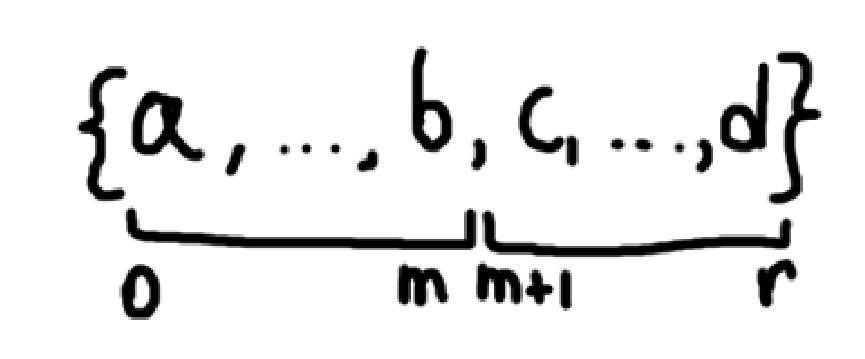 {a, ..., b, c, ..., d}
0 m m+1 r